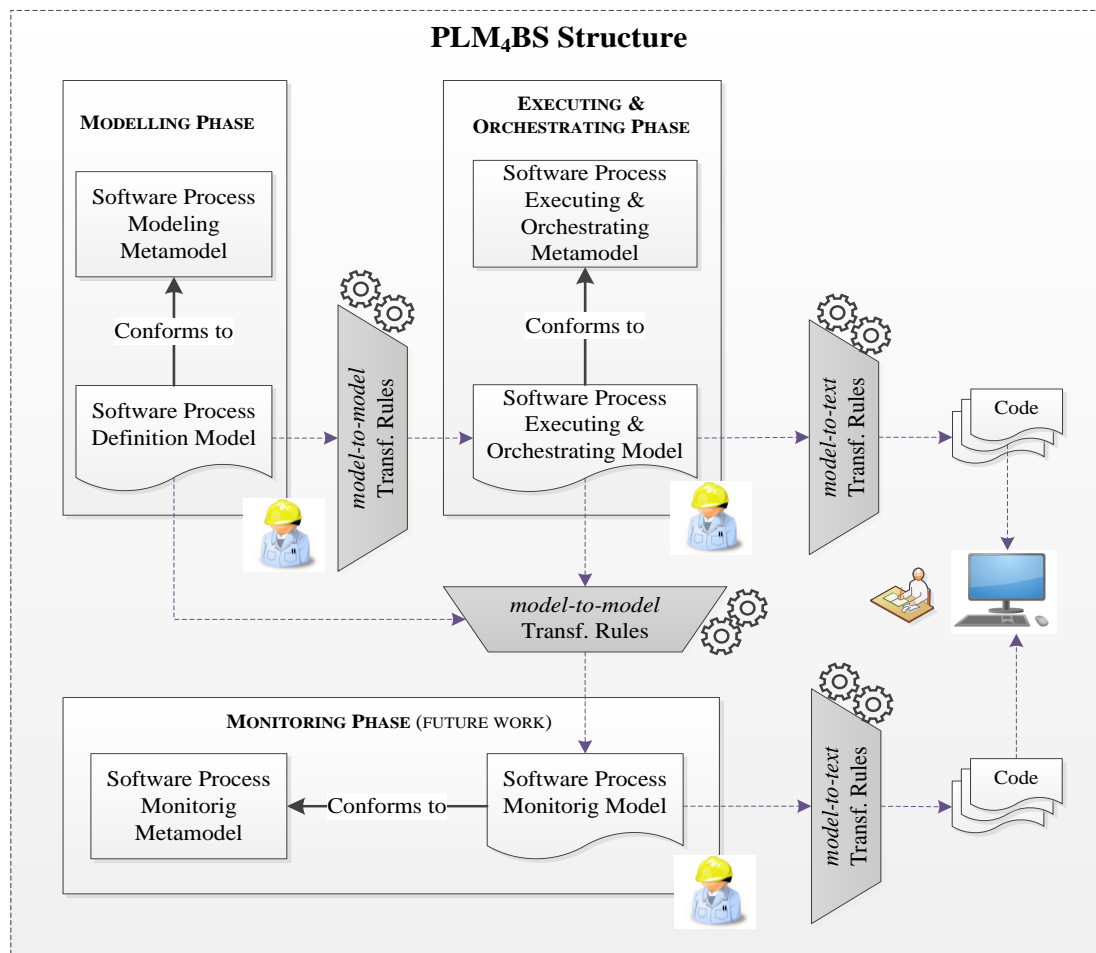 PLM₄BS Structure
MODELLING PHASE
Software Process
Modeling
Metamodel
Conforms to
Software Process
Definition Model
model-to-model
Transf. Rules
EXECUTING &
ORCHESTRATING PHASE
Software Process
Executing &
Orchestrating
Metamodel
Conforms to
Software Process
Executing &
Orchestrating Model
model-to-text
Transf. Rules
Code
model-to-model
Transf. Rules
MONITORING PHASE (FUTURE WORK)
Software Process
Monitorig
Metamodel
Conforms to
Software Process
Monitorig Model
model-to-text
Transf. Rules
Code